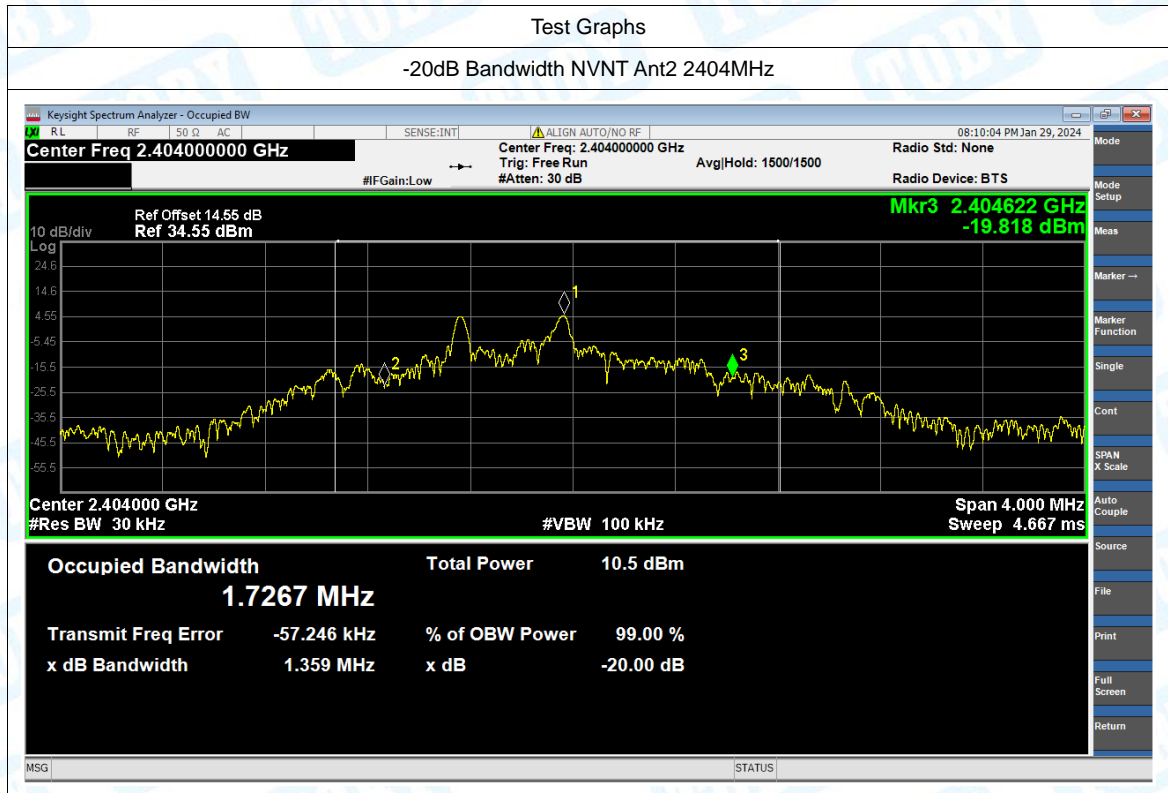 Test Graphs
-20dB Bandwidth NVNT Ant2 2404MHz
Keysight Spectrum Analyzer - Occupied BW
LXI RL RF 50 Ω AC SENSE:INT ALIGN AUTO/NO RF 08:10:04 PM Jan 29, 2024
Center Freq 2.404000000 GHz Center Freq: 2.404000000 GHz Radio Std: None
Trig: Free Run Avg|Hold: 1500/1500
#IFGain:Low #Atten: 30 dB Radio Device: BTS
Ref Offset 14.55 dB Mkr3 2.404622 GHz
10 dB/div Ref 34.55 dBm -19.818 dBm
Log
24.6
14.6
4.55
-5.45
-15.5
-25.5
-35.5
-45.5
-55.5
1
2
3
Center 2.404000 GHz Span 4.000 MHz
#Res BW 30 kHz #VBW 100 kHz Sweep 4.667 ms
Occupied Bandwidth Total Power 10.5 dBm
1.7267 MHz
Transmit Freq Error -57.246 kHz % of OBW Power 99.00 %
x dB Bandwidth 1.359 MHz x dB -20.00 dB
MSG STATUS
Mode
Mode
Setup
Meas
Marker →
Marker
Function
Single
Cont
SPAN
X Scale
Auto
Couple
Source
File
Print
Full
Screen
Return
TOBY